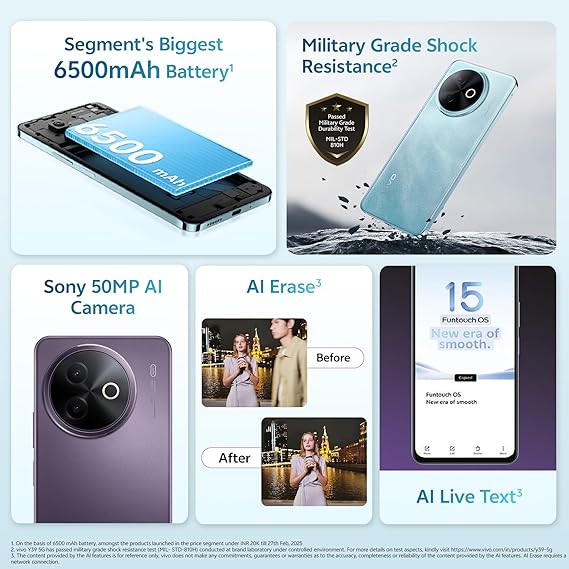 Segment's Biggest
6500mAh Battery¹
6500
mAh
Military Grade Shock
Resistance²
Passed
Military Grade
Durability Test
MIL-STD
810H
vivo
Sony 50MP AI
Camera
AI Erase³
Before
After
15
Funtouch OS
New era of
smooth.
Copied
Funtouch OS
New era of smooth
AI Live Text³
1. On the basis of 6500 mAh battery, amongst the products launched in the price segment under INR 20K till 27th Feb, 2025
2. vivo Y39 5G has passed military grade shock resistance test (MIL- STD-810H) conducted at brand laboratory under controlled environment. For more details on test aspects, kindly visit https://www.vivo.com/in/products/y39-5g
3. The content provided by the AI features is for reference only, vivo does not make any commitments, guarantees or warranties as to the accuracy, completeness or reliability of the content provided by the AI features. AI Erase requires a
network connection.